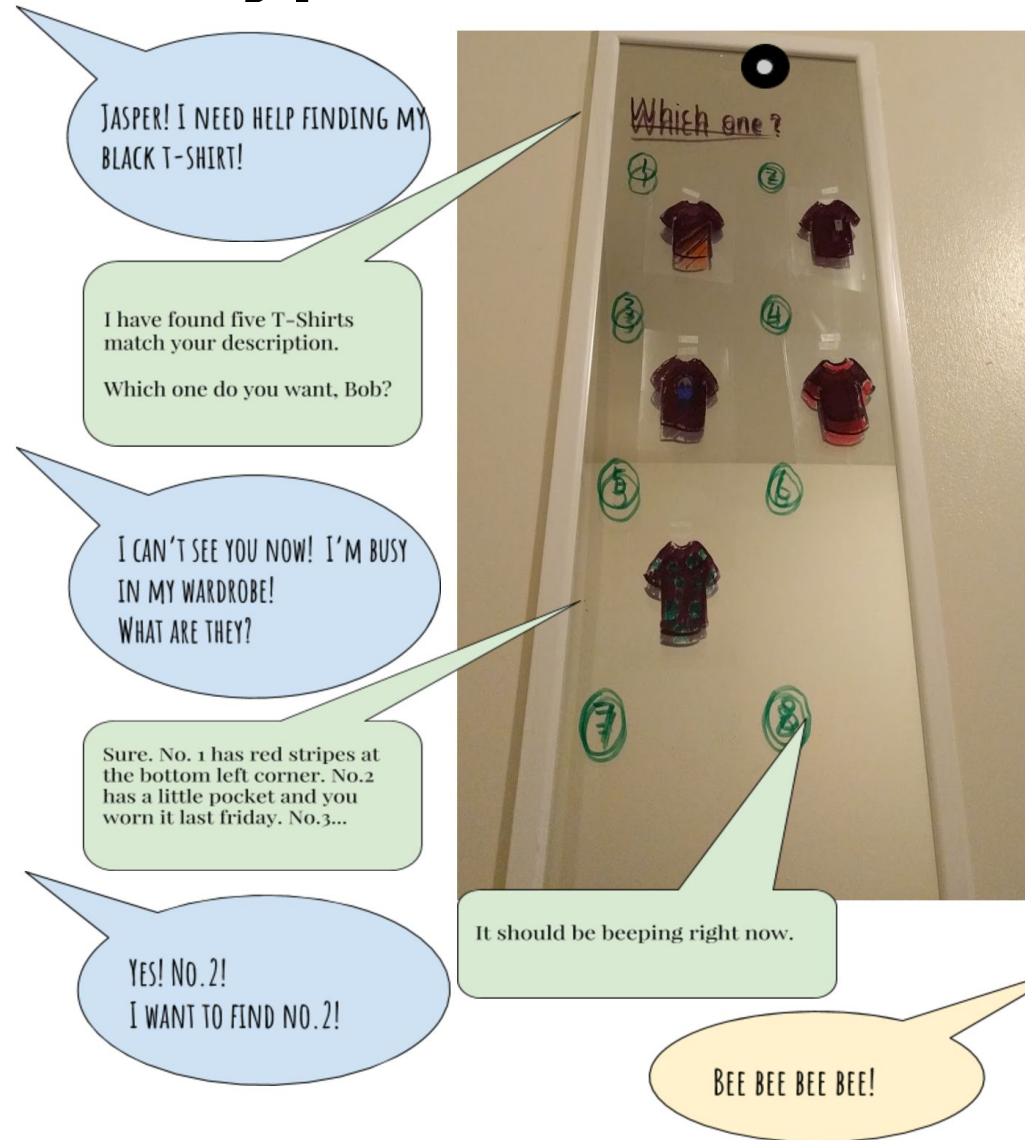 JASPER! I NEED HELP FINDING MY
BLACK T-SHIRT!
I have found five T-Shirts
match your description.
Which one do you want, Bob?
Which one?
1
2
3
4
5
6
7
8
I CAN'T SEE YOU NOW! I'M BUSY
IN MY WARDROBE!
WHAT ARE THEY?
Sure. No. 1 has red stripes at
the bottom left corner. No.2
has a little pocket and you
worn it last friday. No.3...
YES! NO.2!
I WANT TO FIND NO.2!
It should be beeping right now.
BEE BEE BEE BEE!